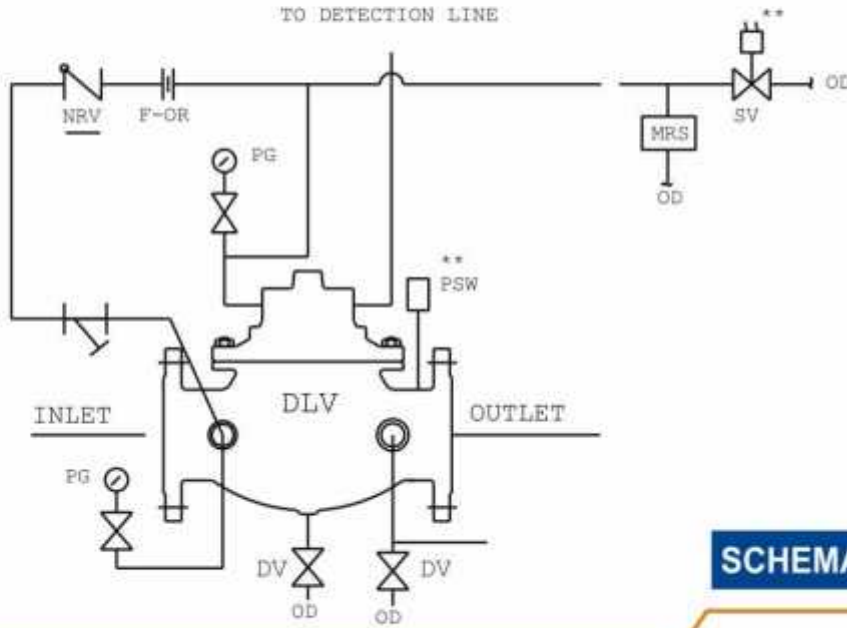 TO DETECTION LINE
**
NRV
F-OR
SV
OD
PG
MRS
OD
**
PSW
DLV
INLET
OUTLET
PG
DV
DV
OD
OD
SCHEMA